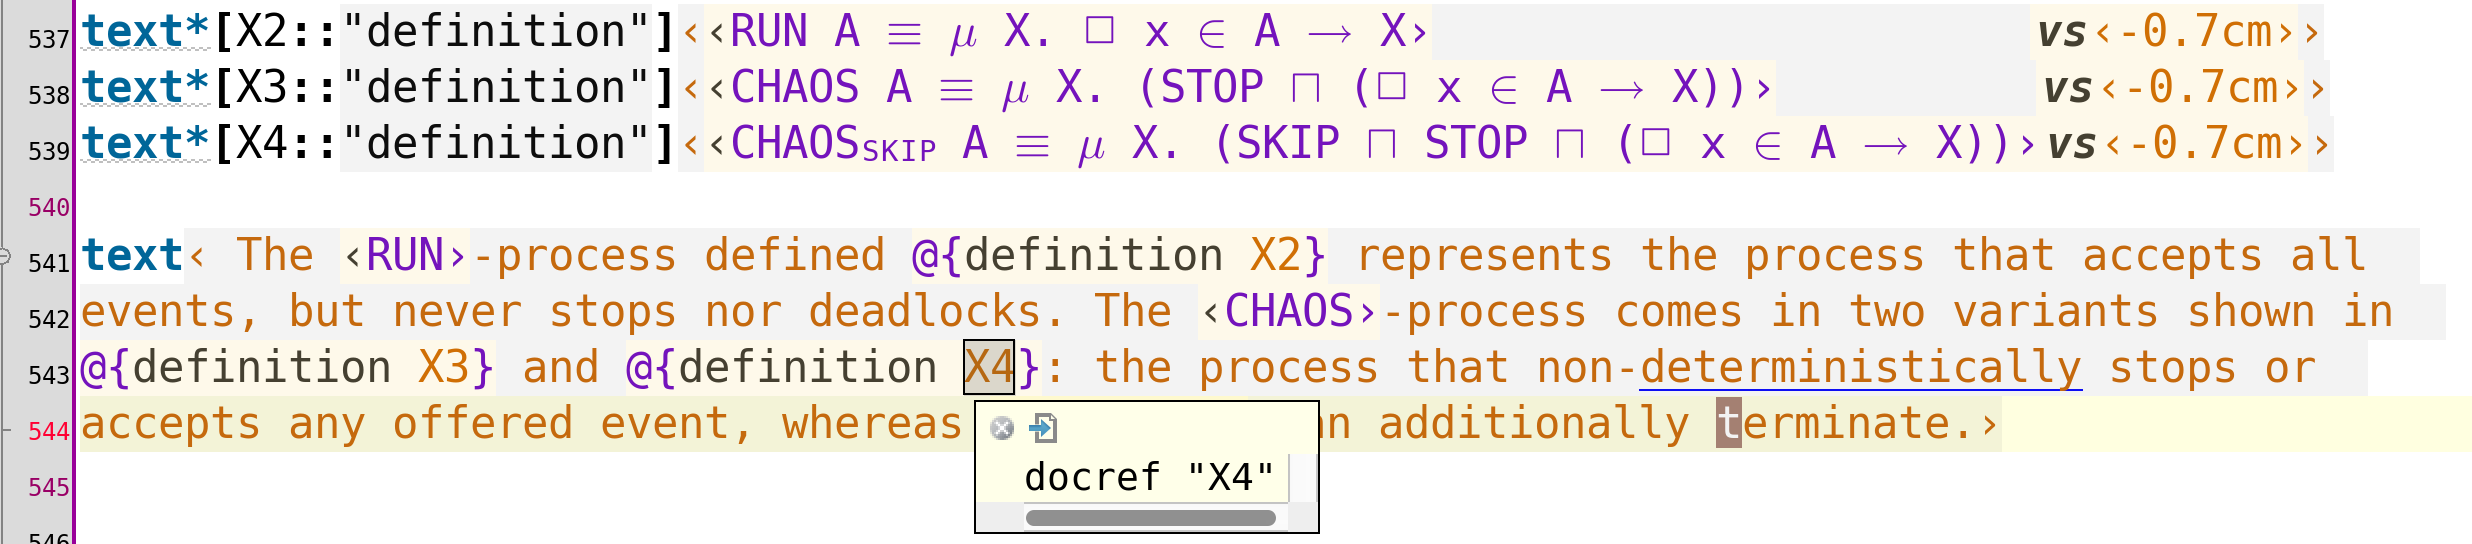 537 text*[X2::"definition"]‹‹RUN A ≡ μ X. □ x ∈ A → X› vs‹-0.7cm››
538 text*[X3::"definition"]‹‹CHAOS A ≡ μ X. (STOP ⊓ (□ x ∈ A → X))› vs‹-0.7cm››
539 text*[X4::"definition"]‹‹CHAOS_SKIP A ≡ μ X. (SKIP ⊓ STOP ⊓ (□ x ∈ A → X))›vs‹-0.7cm››
540
541 text‹ The ‹RUN›-process defined @{definition X2} represents the process that accepts all
542 events, but never stops nor deadlocks. The ‹CHAOS›-process comes in two variants shown in
543 @{definition X3} and @{definition X4}: the process that non-deterministically stops or
544 accepts any offered event, whereas n additionally terminate.›
docref "X4"
545
546